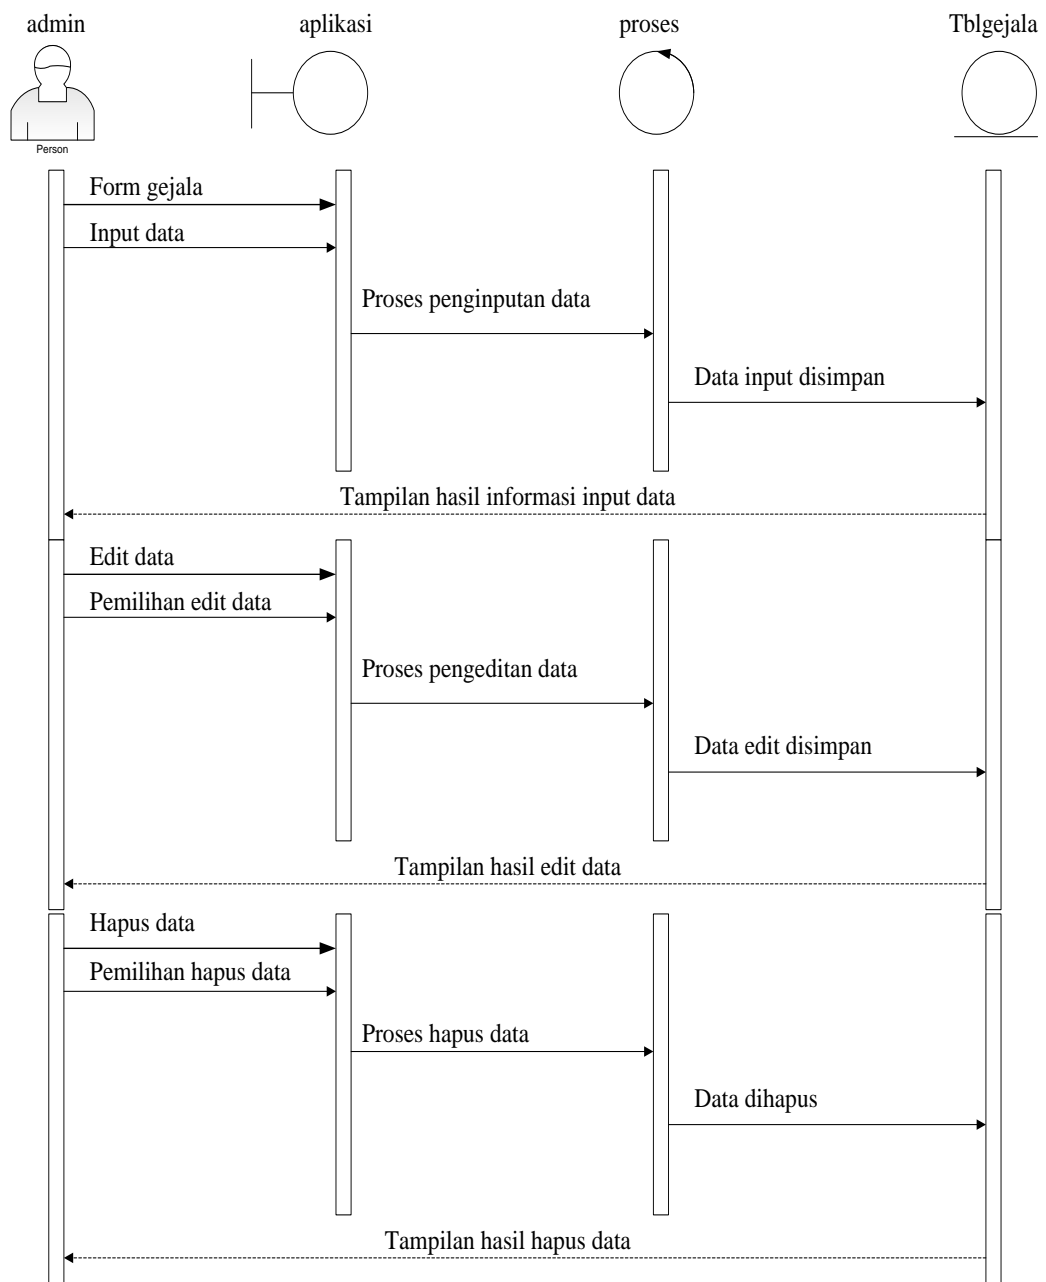 admin
aplikasi
proses
Tblgejala
Person
Form gejala
Input data
Proses penginputan data
Data input disimpan
Tampilan hasil informasi input data
Edit data
Pemilihan edit data
Proses pengeditan data
Data edit disimpan
Tampilan hasil edit data
Hapus data
Pemilihan hapus data
Proses hapus data
Data dihapus
Tampilan hasil hapus data